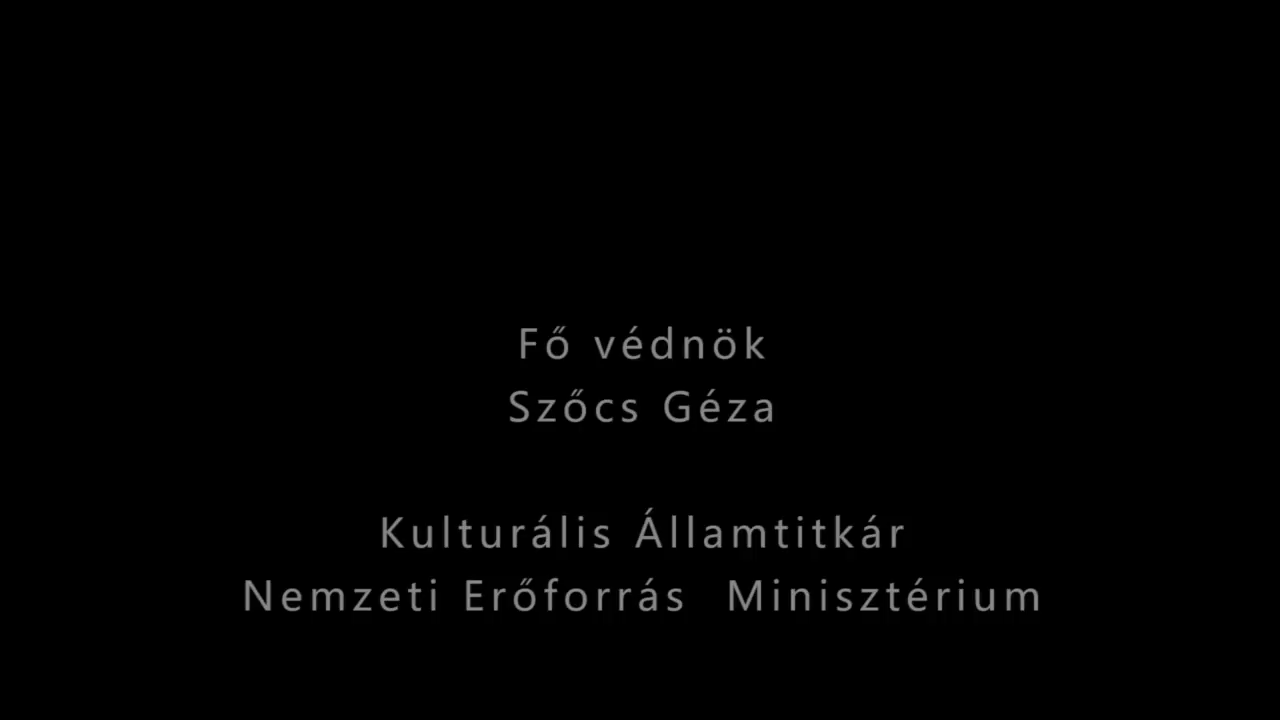 Fő védnök
Szőcs Géza
Kulturális Államtitkár
Nemzeti Erőforrás Minisztérium